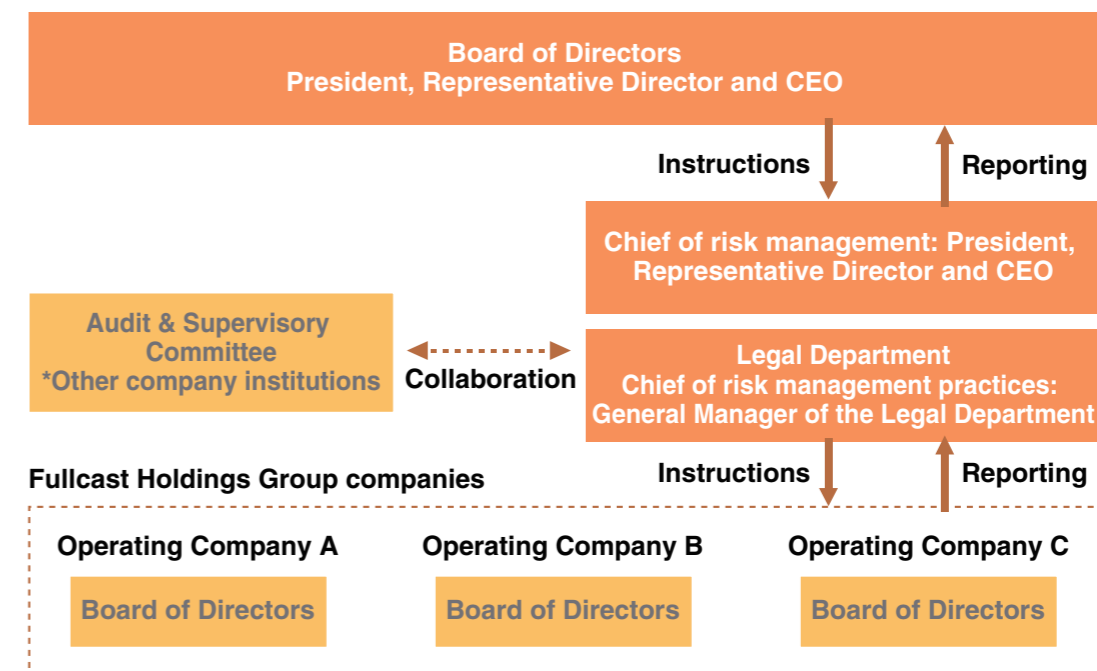 Board of Directors
President, Representative Director and CEO
Instructions
Reporting
Chief of risk management: President,
Representative Director and CEO
Audit & Supervisory
Committee
*Other company institutions
Collaboration
Legal Department
Chief of risk management practices:
General Manager of the Legal Department
Instructions
Reporting
Fullcast Holdings Group companies
Operating Company A
Operating Company B
Operating Company C
Board of Directors
Board of Directors
Board of Directors